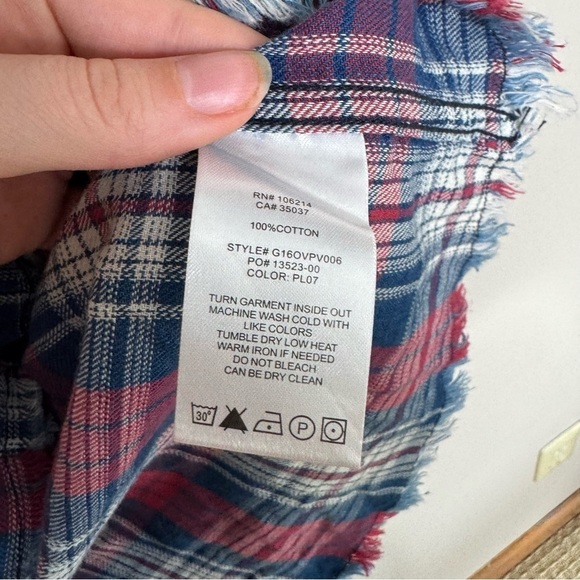 RN# 106214
CA# 35037
100%COTTON
STYLE# G16OVPV006
PO# 13523-00
COLOR: PL07
TURN GARMENT INSIDE OUT
MACHINE WASH COLD WITH
LIKE COLORS
TUMBLE DRY LOW HEAT
WARM IRON IF NEEDED
DO NOT BLEACH
CAN BE DRY CLEAN
30° P